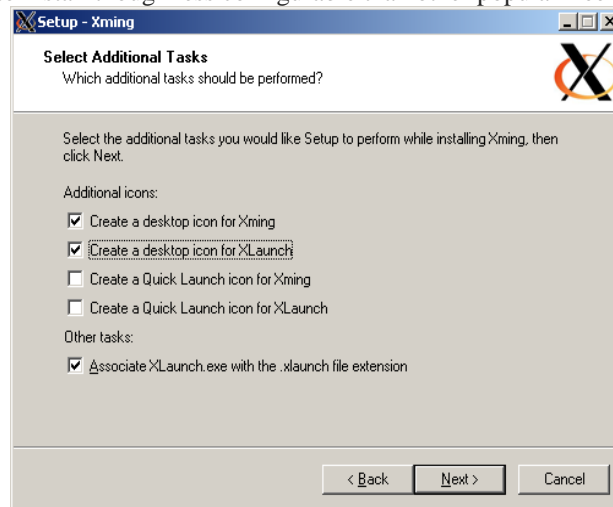 Setup - Xming
Select Additional Tasks
Which additional tasks should be performed?
Select the additional tasks you would like Setup to perform while installing Xming, then
click Next.
Additional icons:
Create a desktop icon for Xming
Create a desktop icon for XLaunch
Create a Quick Launch icon for Xming
Create a Quick Launch icon for XLaunch
Other tasks:
Associate XLaunch.exe with the .xlaunch file extension
< Back Next > Cancel